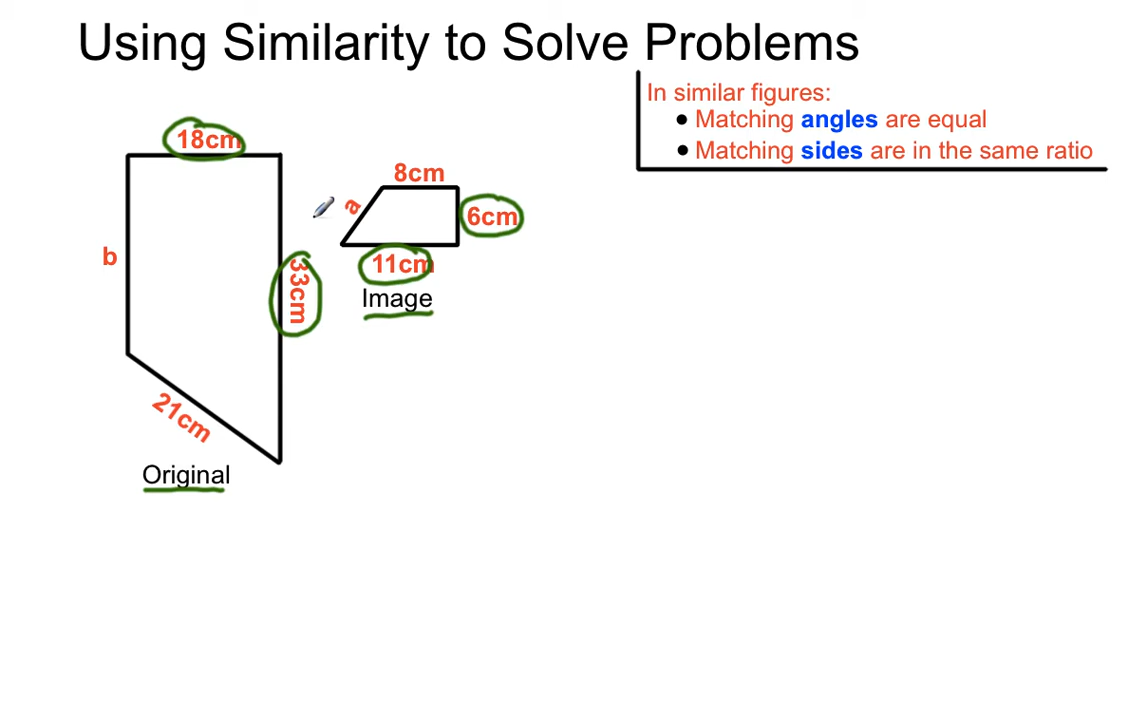 Using Similarity to Solve Problems
In similar figures:
• Matching angles are equal
• Matching sides are in the same ratio
18cm
8cm
a
6cm
b
33cm
11cm
Image
21cm
Original